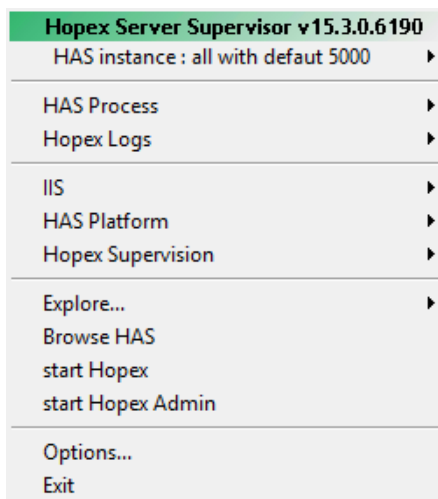 Hopex Server Supervisor v15.3.0.6190
HAS instance : all with defaut 5000
HAS Process
Hopex Logs
IIS
HAS Platform
Hopex Supervision
Explore...
Browse HAS
start Hopex
start Hopex Admin
Options...
Exit